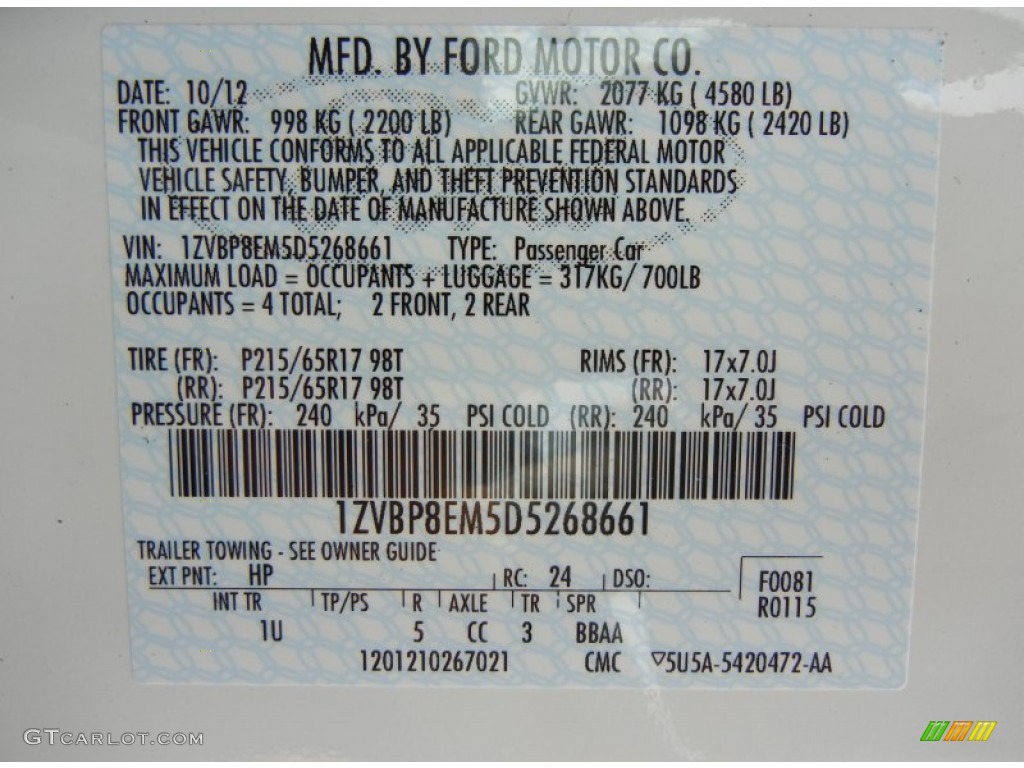 MFD. BY FORD MOTOR CO.
DATE: 10/12 GVWR: 2077 KG ( 4580 LB)
FRONT GAWR: 998 KG ( 2200 LB) REAR GAWR: 1098 KG ( 2420 LB)
THIS VEHICLE CONFORMS TO ALL APPLICABLE FEDERAL MOTOR
VEHICLE SAFETY, BUMPER, AND THEFT PREVENTION STANDARDS
IN EFFECT ON THE DATE OF MANUFACTURE SHOWN ABOVE.
VIN: 1ZVBP8EM5D5268661 TYPE: Passenger Car
MAXIMUM LOAD = OCCUPANTS + LUGGAGE = 317KG/ 700LB
OCCUPANTS = 4 TOTAL; 2 FRONT, 2 REAR
TIRE (FR): P215/65R17 98T RIMS (FR): 17x7.0J
(RR): P215/65R17 98T (RR): 17x7.0J
PRESSURE (FR): 240 kPa/ 35 PSI COLD (RR): 240 kPa/ 35 PSI COLD
1ZVBP8EM5D5268661
TRAILER TOWING - SEE OWNER GUIDE
EXT PNT: HP RC: 24 DSO: F0081
INT TR TP/PS R AXLE TR SPR R0115
1U 5 CC 3 BBAA
1201210267021 CMC ▽5U5A-5420472-AA
GTCARLOT.COM